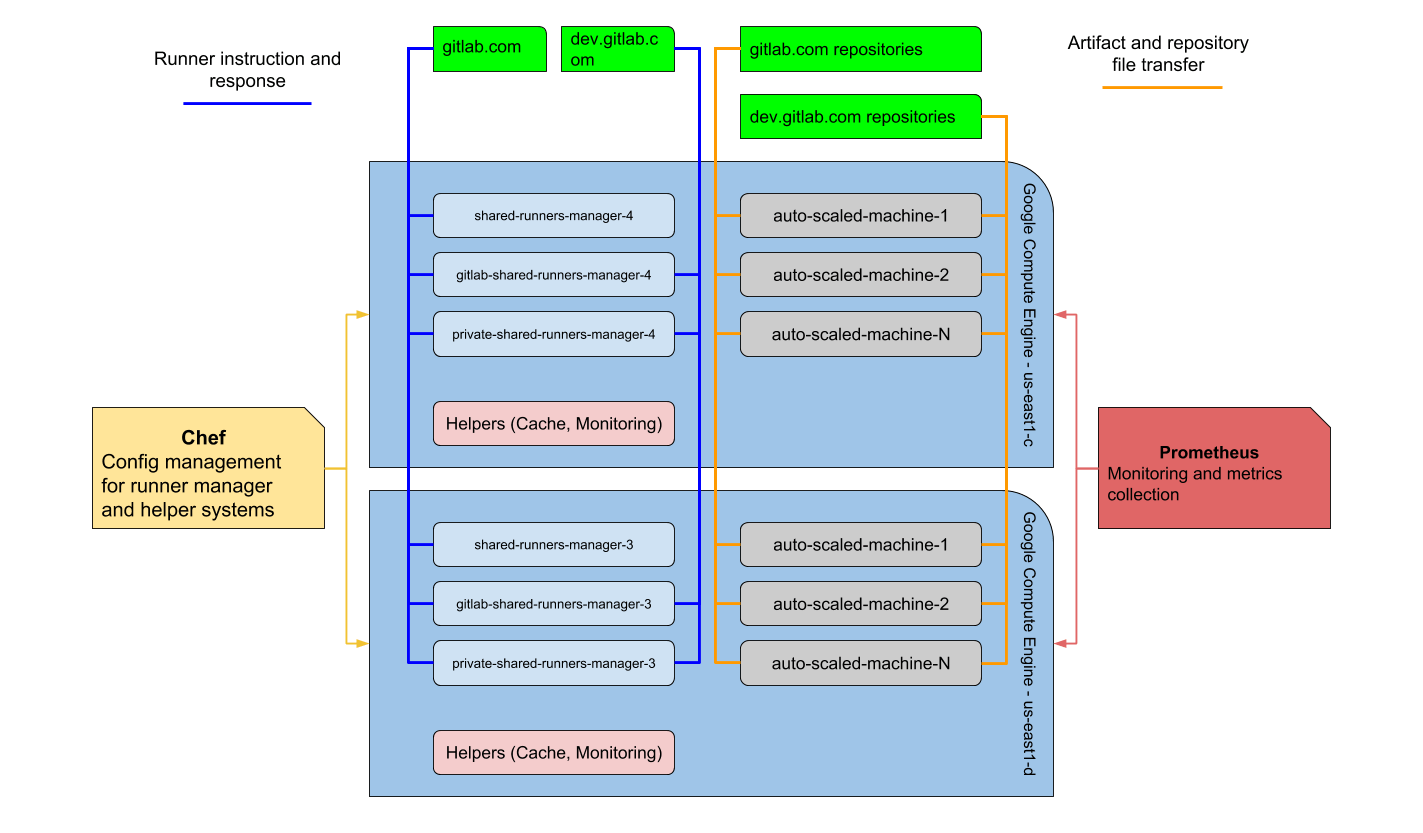 Runner instruction and
response
gitlab.com
dev.gitlab.c
om
gitlab.com repositories
dev.gitlab.com repositories
Artifact and repository
file transfer
shared-runners-manager-4
gitlab-shared-runners-manager-4
private-shared-runners-manager-4
Helpers (Cache, Monitoring)
auto-scaled-machine-1
auto-scaled-machine-2
auto-scaled-machine-N
Google Compute Engine - us-east1-c
Chef
Config management
for runner manager
and helper systems
Prometheus
Monitoring and metrics
collection
shared-runners-manager-3
gitlab-shared-runners-manager-3
private-shared-runners-manager-3
Helpers (Cache, Monitoring)
auto-scaled-machine-1
auto-scaled-machine-2
auto-scaled-machine-N
Google Compute Engine - us-east1-d